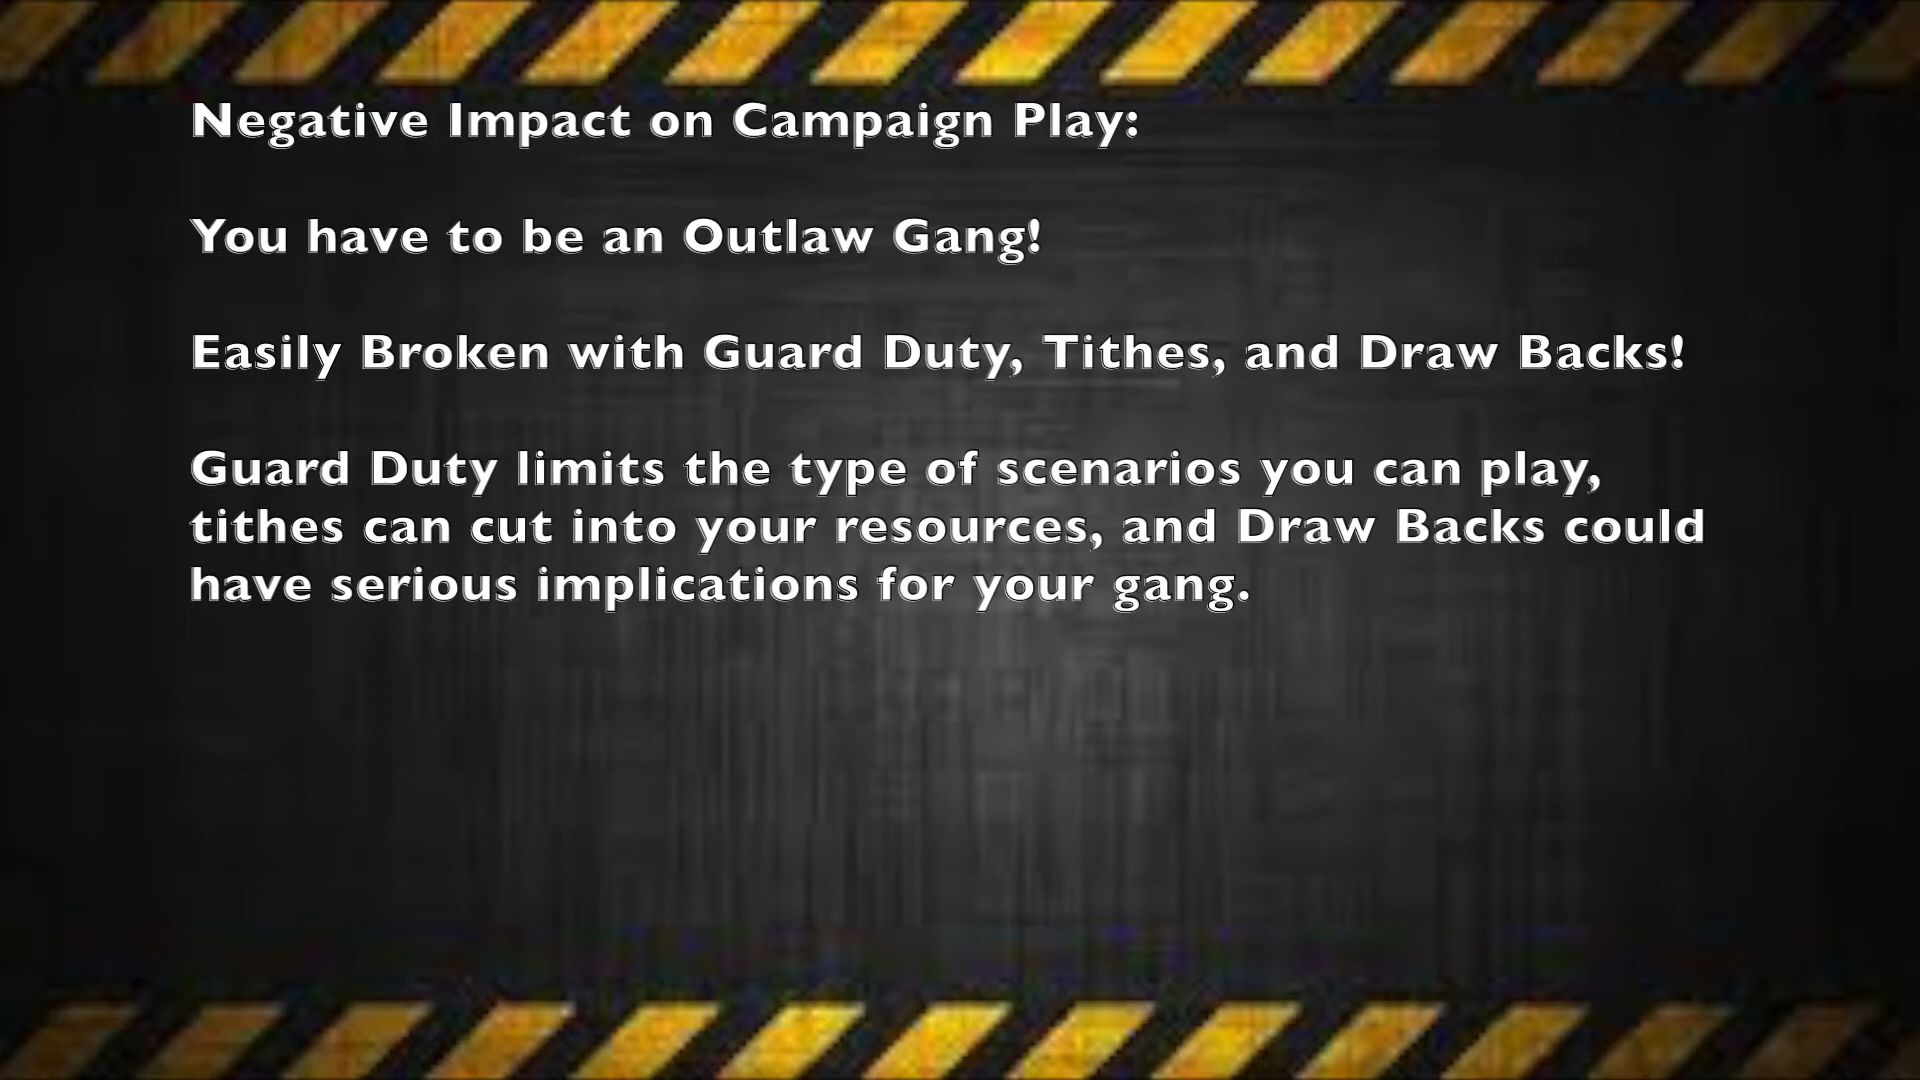 Negative Impact on Campaign Play:
You have to be an Outlaw Gang!
Easily Broken with Guard Duty, Tithes, and Draw Backs!
Guard Duty limits the type of scenarios you can play,
tithes can cut into your resources, and Draw Backs could
have serious implications for your gang.